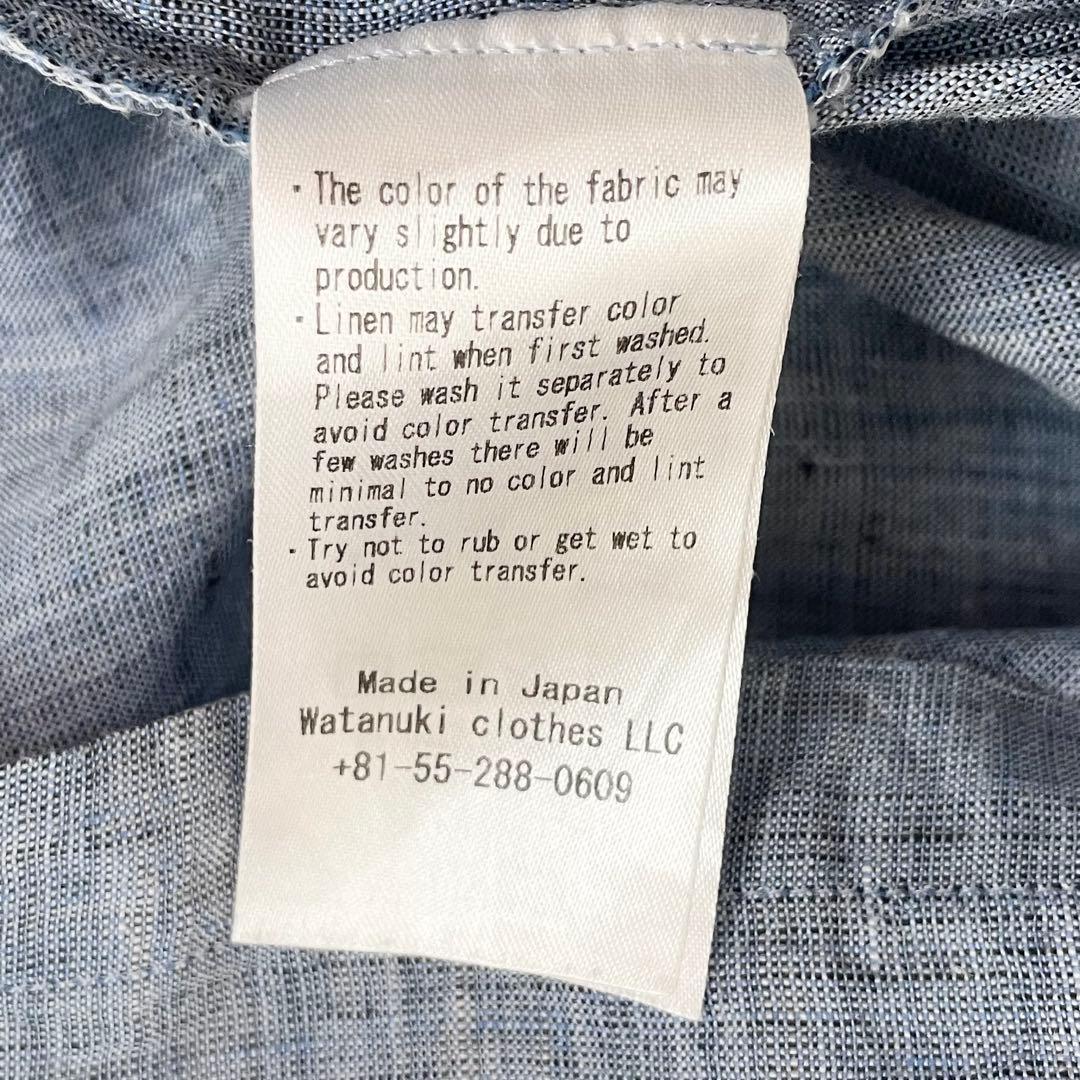 · The color of the fabric may
vary slightly due to
production.
· Linen may transfer color
and lint when first washed.
Please wash it separately to
avoid color transfer. After a
few washes there will be
minimal to no color and lint
transfer.
· Try not to rub or get wet to
avoid color transfer.
Made in Japan
Watanuki clothes LLC
+81-55-288-0609